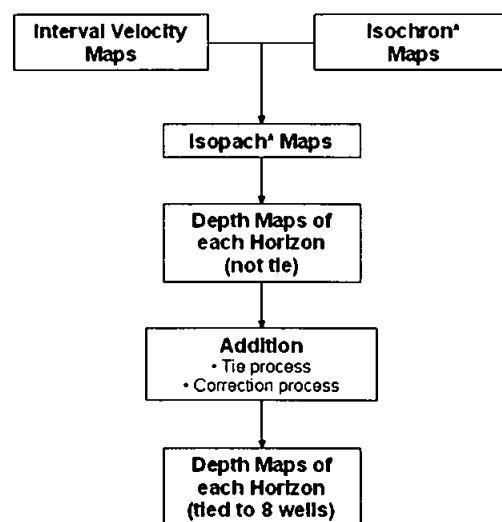 Interval Velocity
Maps
Isochron* Maps
Isopach* Maps
Depth Maps of
each Horizon
(not tie)
Addition
• Tie process
• Correction process
Depth Maps of
each Horizon
(tied to 8 wells)